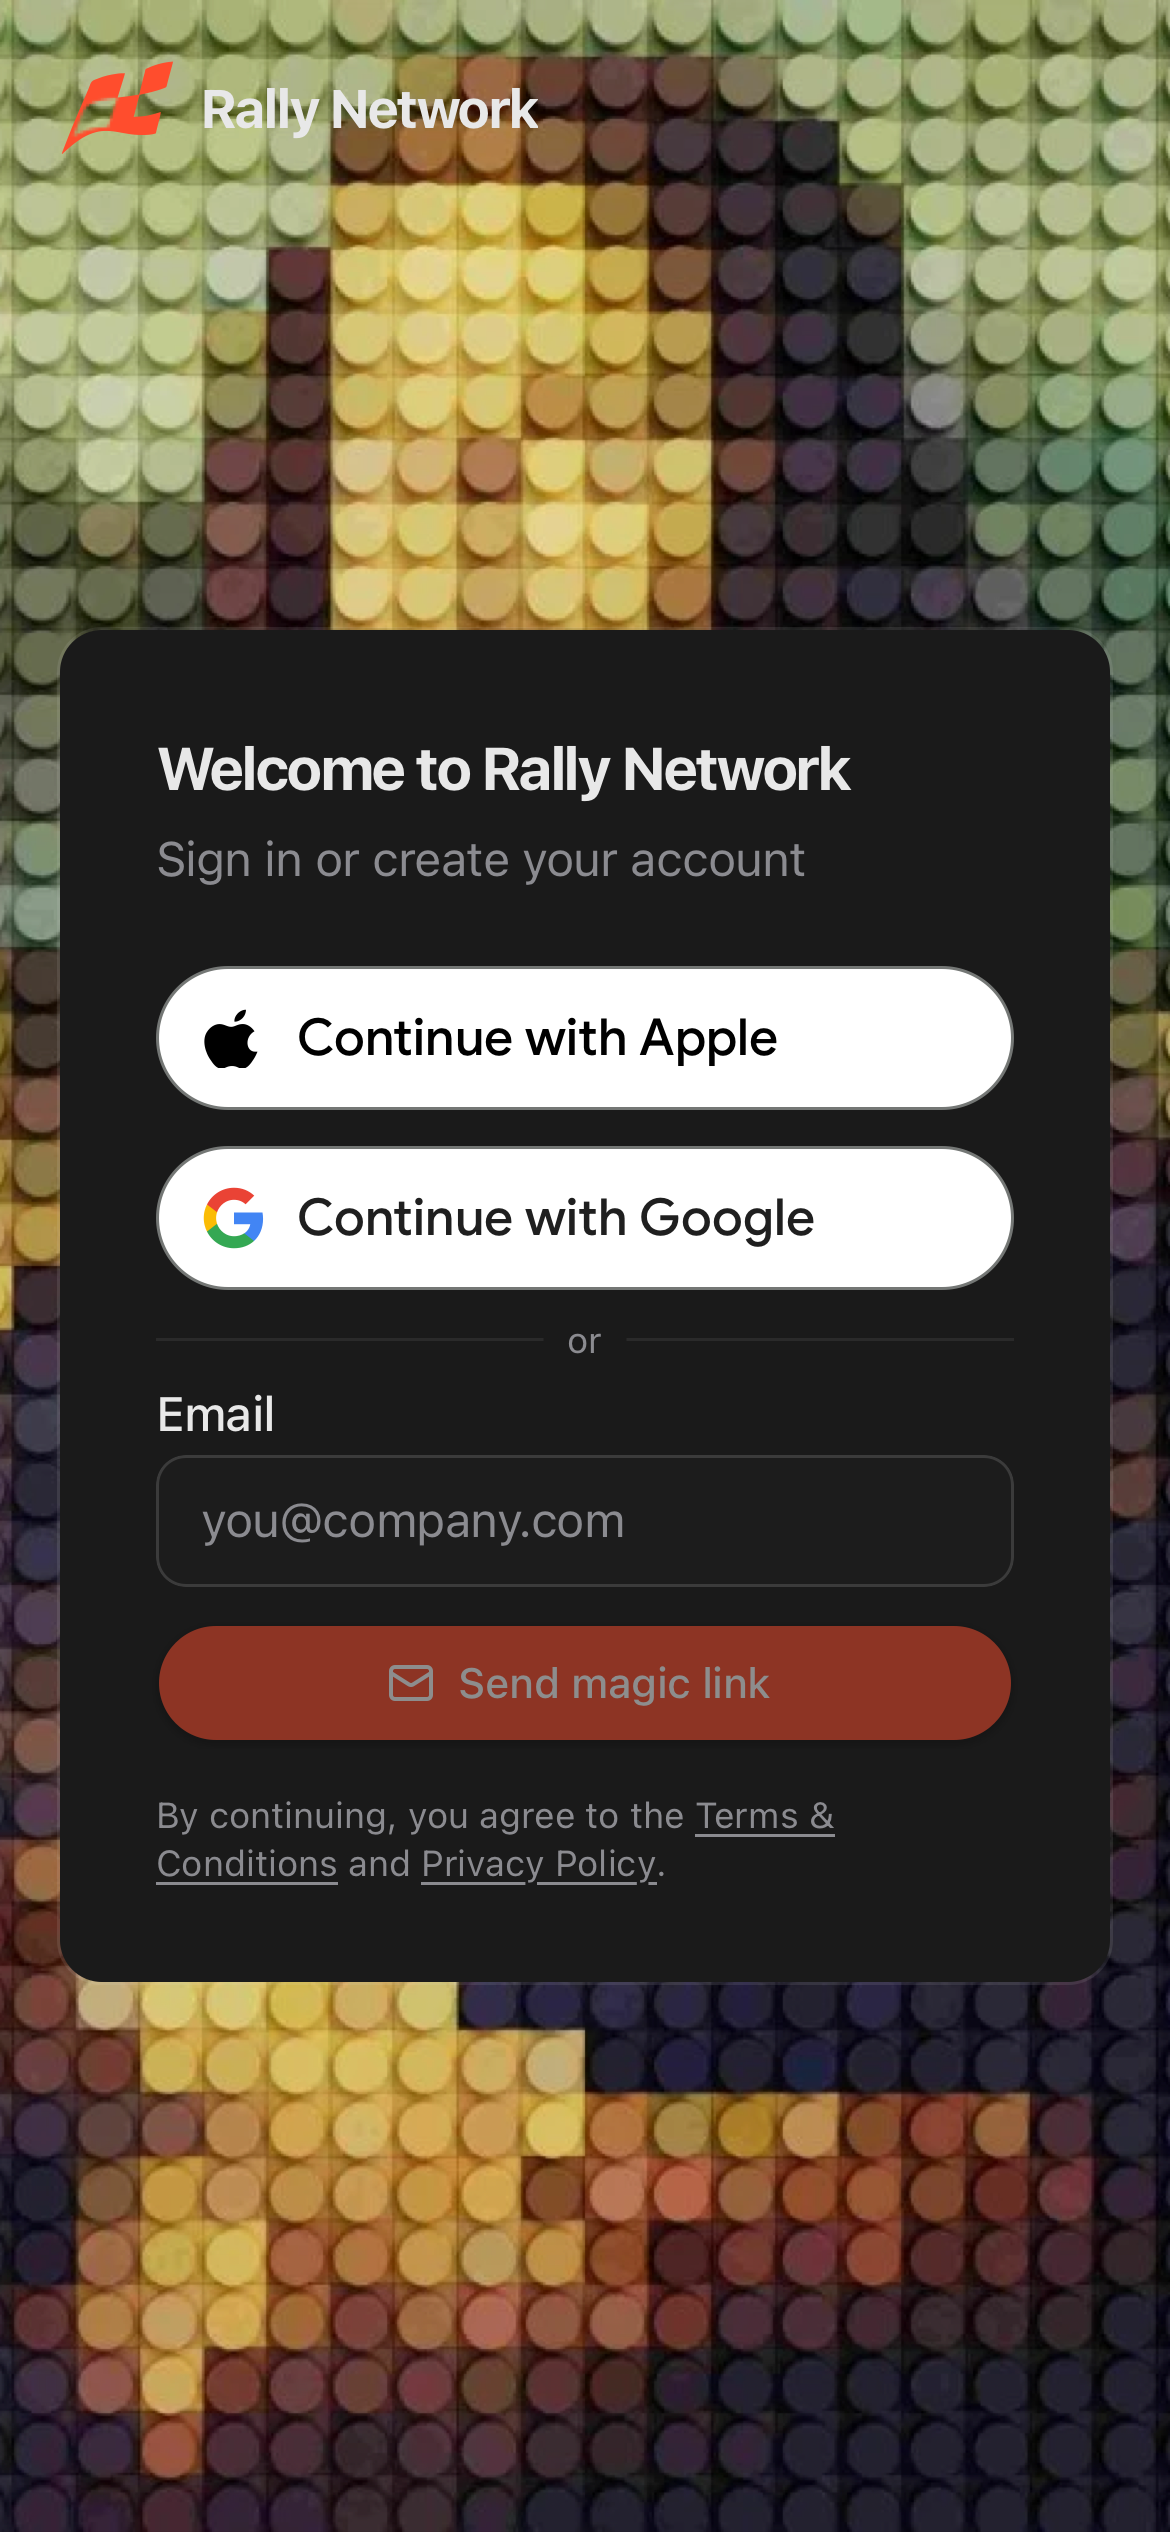 Rally Network
Welcome to Rally Network
Sign in or create your account
Continue with Apple
Continue with Google
or
Email
you@company.com
Send magic link
By continuing, you agree to the Terms &
Conditions and Privacy Policy.